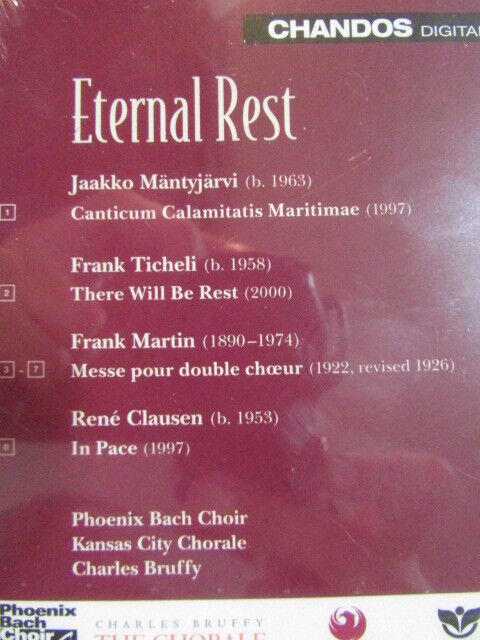 CHANDOS DIGITAL
Eternal Rest
Jaakko Mäntyjärvi (b. 1963)
1 Canticum Calamitatis Maritimae (1997)
Frank Ticheli (b. 1958)
2 There Will Be Rest (2000)
Frank Martin (1890–1974)
3 - 7 Messe pour double chœur (1922, revised 1926)
René Clausen (b. 1953)
8 In Pace (1997)
Phoenix Bach Choir
Kansas City Chorale
Charles Bruffy
Phoenix
Bach
Choir
CHARLES BRUFFY
THE CHORALE